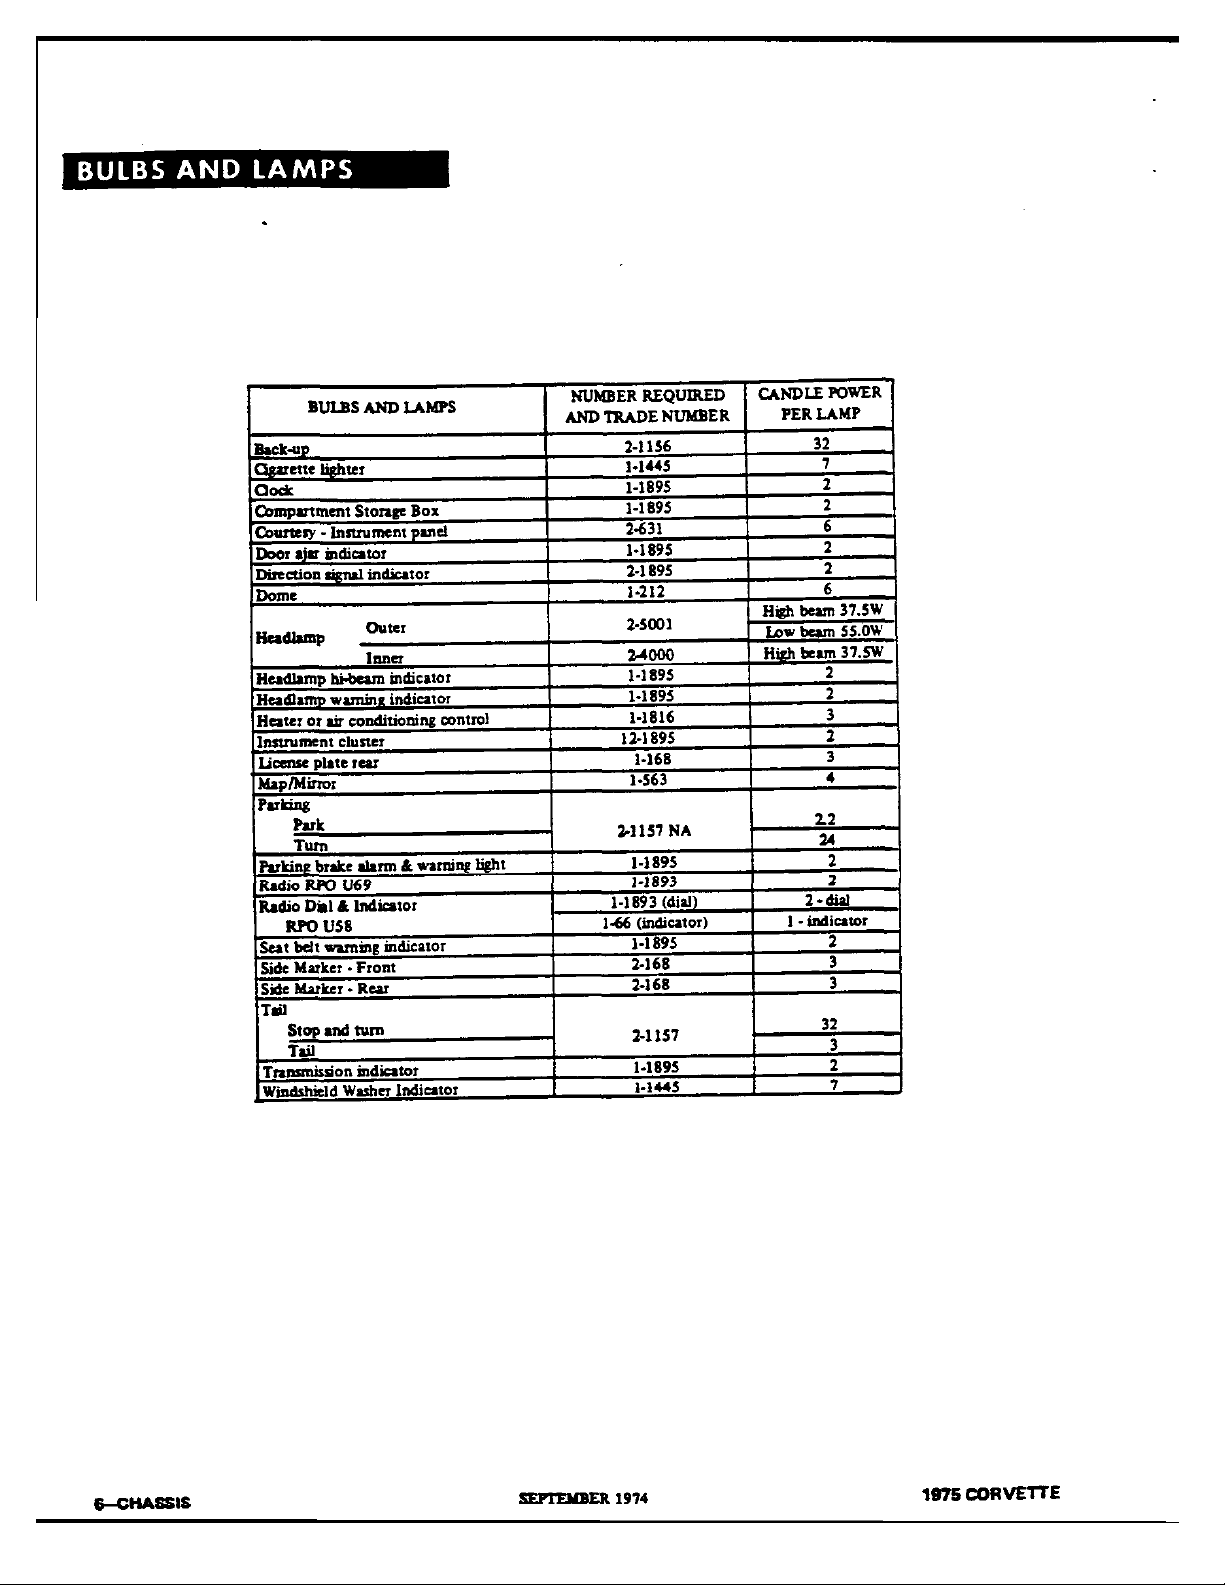 BULBS AND LAMPS
BULBS AND LAMPS NUMBER REQUIRED AND TRADE NUMBER CANDLE POWER PER LAMP
Back-up 2-1156 32
Cigarette lighter 1-1445 7
Clock 1-1895 2
Compartment Storage Box 1-1895 2
Courtesy - Instrument panel 2-631 6
Door ajar indicator 1-1895 2
Direction signal indicator 2-1895 2
Dome 1-212 6
Headlamp Outer 2-5001 High beam 37.5W
Low beam 55.0W
Inner 2-4000 High beam 37.5W
Headlamp hi-beam indicator 1-1895 2
Headlamp warning indicator 1-1895 2
Heater or air conditioning control 1-1816 3
Instrument cluster 12-1895 2
License plate rear 1-168 3
Map/Mirror 1-563 4
Parking
Park 2-1157 NA 2.2
Turn 24
Parking brake alarm & warning light 1-1895 2
Radio RPO U69 1-1893 2
Radio Dial & Indicator 1-1893 (dial) 2 - dial
RPO U58 1-66 (indicator) 1 - indicator
Seat belt warning indicator 1-1895 2
Side Marker - Front 2-168 3
Side Marker - Rear 2-168 3
Tail
Stop and turn 2-1157 32
Tail 3
Transmission indicator 1-1895 2
Windshield Washer Indicator 1-1445 7
6—CHASSIS SEPTEMBER 1974 1975 CORVETTE